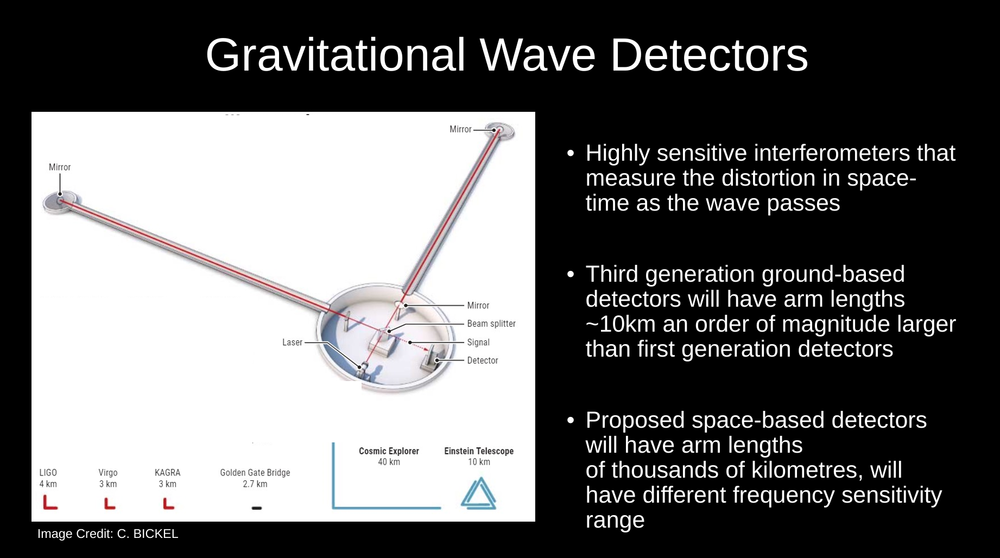 Gravitational Wave Detectors
Mirror
Mirror
Mirror
Beam splitter
Laser
Signal
Detector
Cosmic Explorer
40 km
Einstein Telescope
10 km
LIGO
4 km
Virgo
3 km
KAGRA
3 km
Golden Gate Bridge
2.7 km
Image Credit: C. BICKEL
• Highly sensitive interferometers that
measure the distortion in space-
time as the wave passes
• Third generation ground-based
detectors will have arm lengths
~10km an order of magnitude larger
than first generation detectors
• Proposed space-based detectors
will have arm lengths
of thousands of kilometres, will
have different frequency sensitivity
range